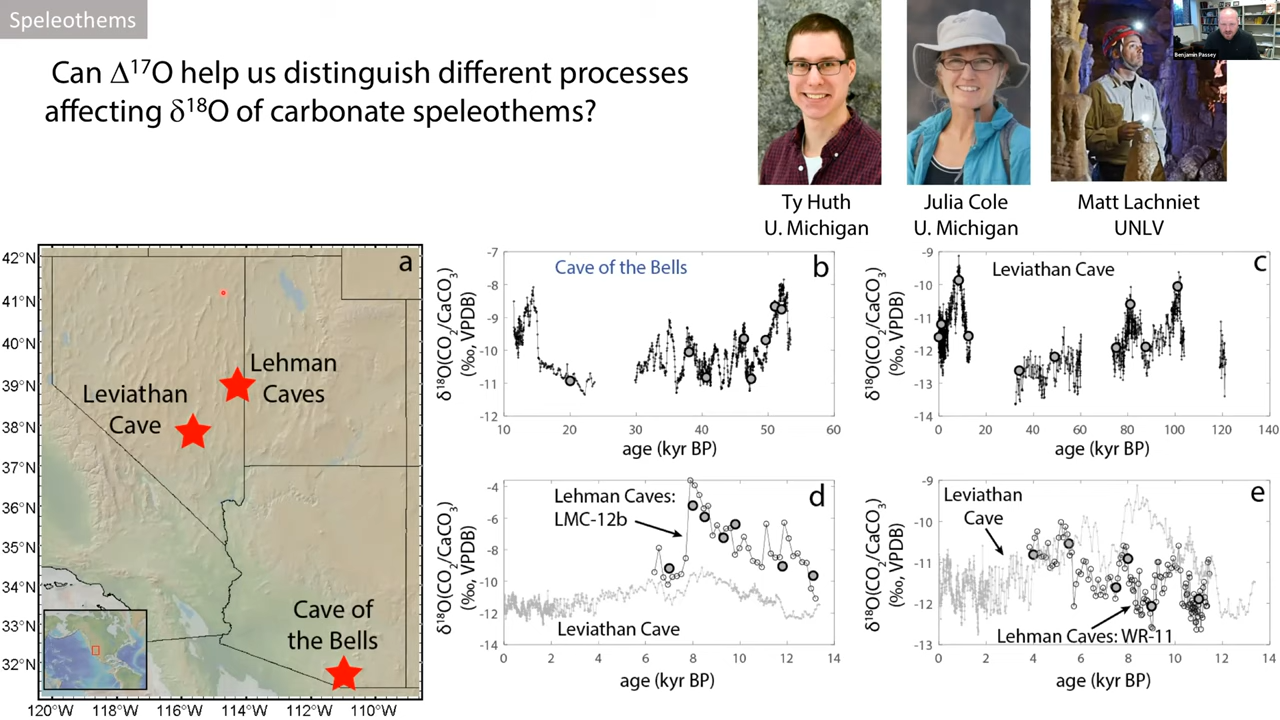 Speleothems
Can Δ¹⁷O help us distinguish different processes
affecting δ¹⁸O of carbonate speleothems?
Benjamin Passey
Ty Huth
U. Michigan
Julia Cole
U. Michigan
Matt Lachniet
UNLV
a
42°N
41°N
40°N
39°N
38°N
37°N
36°N
35°N
34°N
33°N
32°N
120°W 118°W 116°W 114°W 112°W 110°W
Lehman
Caves
Leviathan
Cave
Cave of
the Bells
b
Cave of the Bells
δ¹⁸O(CO₂/CaCO₃)
(‰, VPDB)
-7
-8
-9
-10
-11
-12
10 20 30 40 50 60
age (kyr BP)
c
Leviathan Cave
δ¹⁸O(CO₂/CaCO₃)
(‰, VPDB)
-9
-10
-11
-12
-13
-14
0 20 40 60 80 100 120 140
age (kyr BP)
d
Lehman Caves:
LMC-12b
Leviathan Cave
δ¹⁸O(CO₂/CaCO₃)
(‰, VPDB)
-4
-6
-8
-10
-12
-14
0 2 4 6 8 10 12 14
age (kyr BP)
e
Leviathan
Cave
Lehman Caves: WR-11
δ¹⁸O(CO₂/CaCO₃)
(‰, VPDB)
-9
-10
-11
-12
-13
0 2 4 6 8 10 12 14
age (kyr BP)